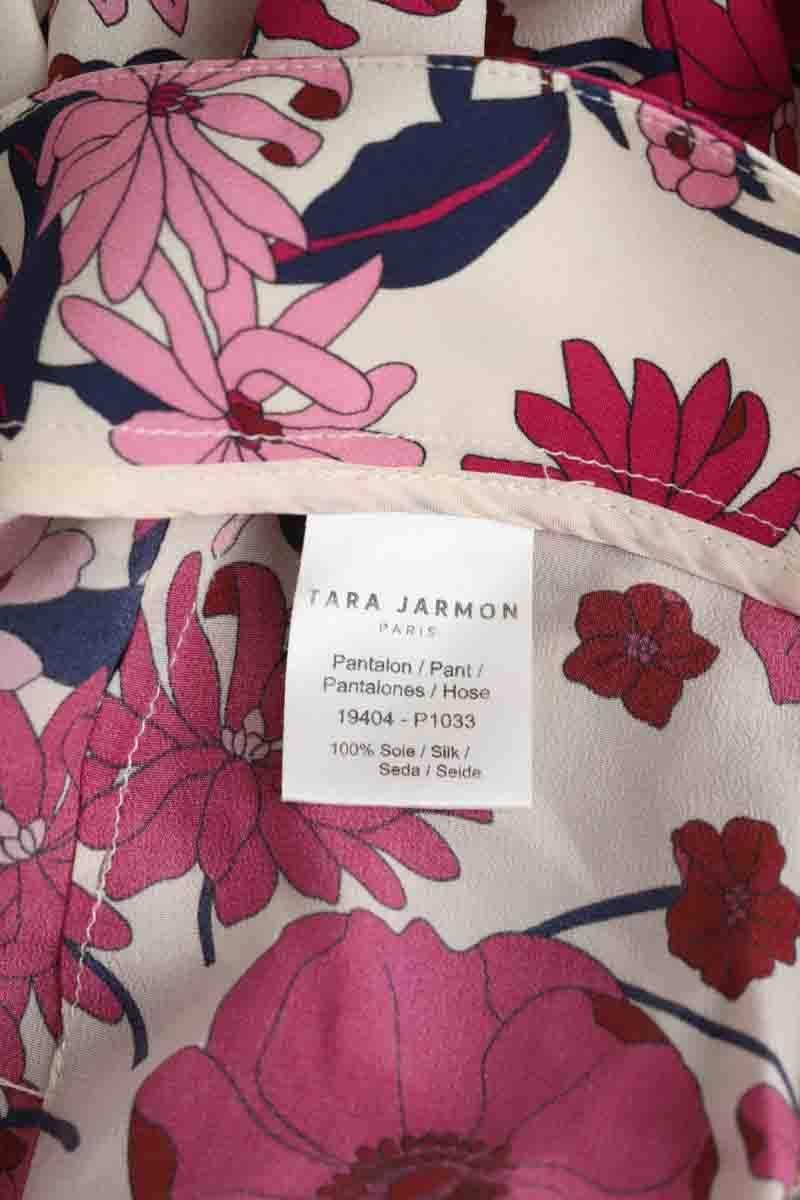 TARA JARMON
PARIS
Pantalon / Pant /
Pantalones / Hose
19404 - P1033
100% Soie / Silk /
Seda / Seide